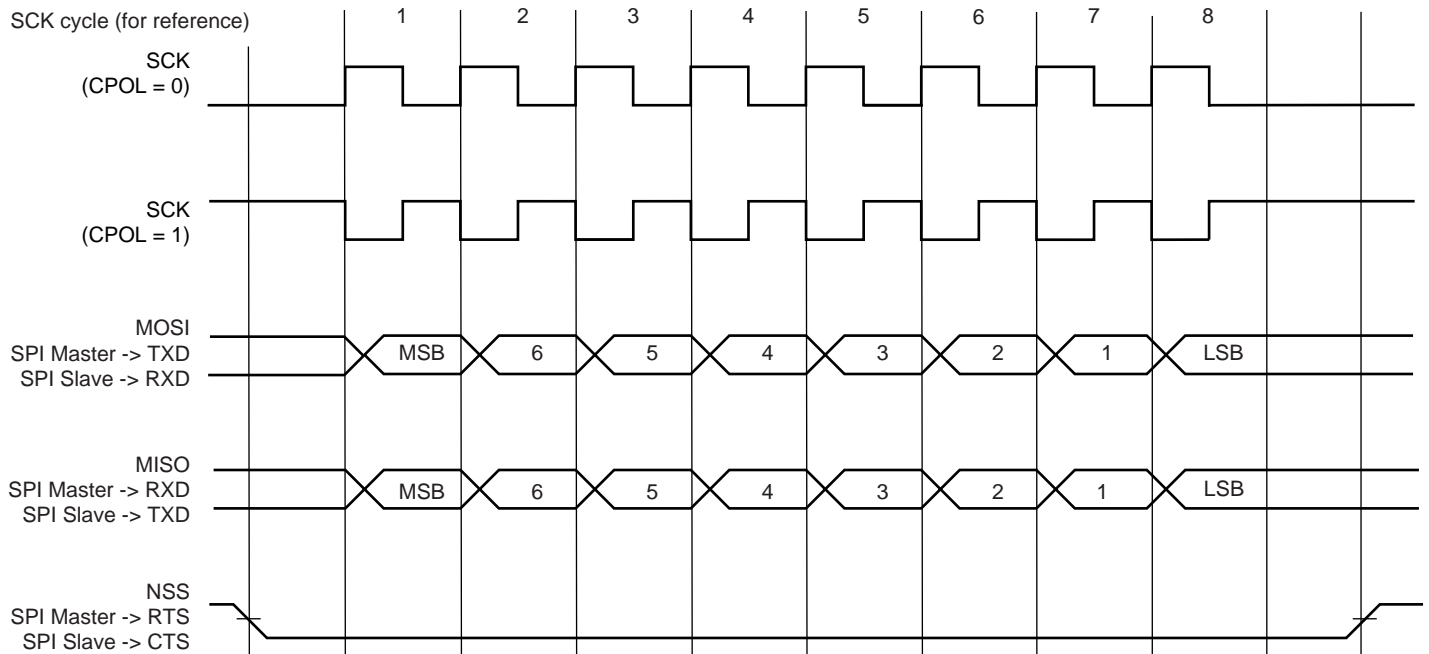 SCK cycle (for reference)
1 2 3 4 5 6 7 8
SCK
(CPOL = 0)
SCK
(CPOL = 1)
MOSI
SPI Master -> TXD
SPI Slave -> RXD
MSB 6 5 4 3 2 1 LSB
MISO
SPI Master -> RXD
SPI Slave -> TXD
MSB 6 5 4 3 2 1 LSB
NSS
SPI Master -> RTS
SPI Slave -> CTS